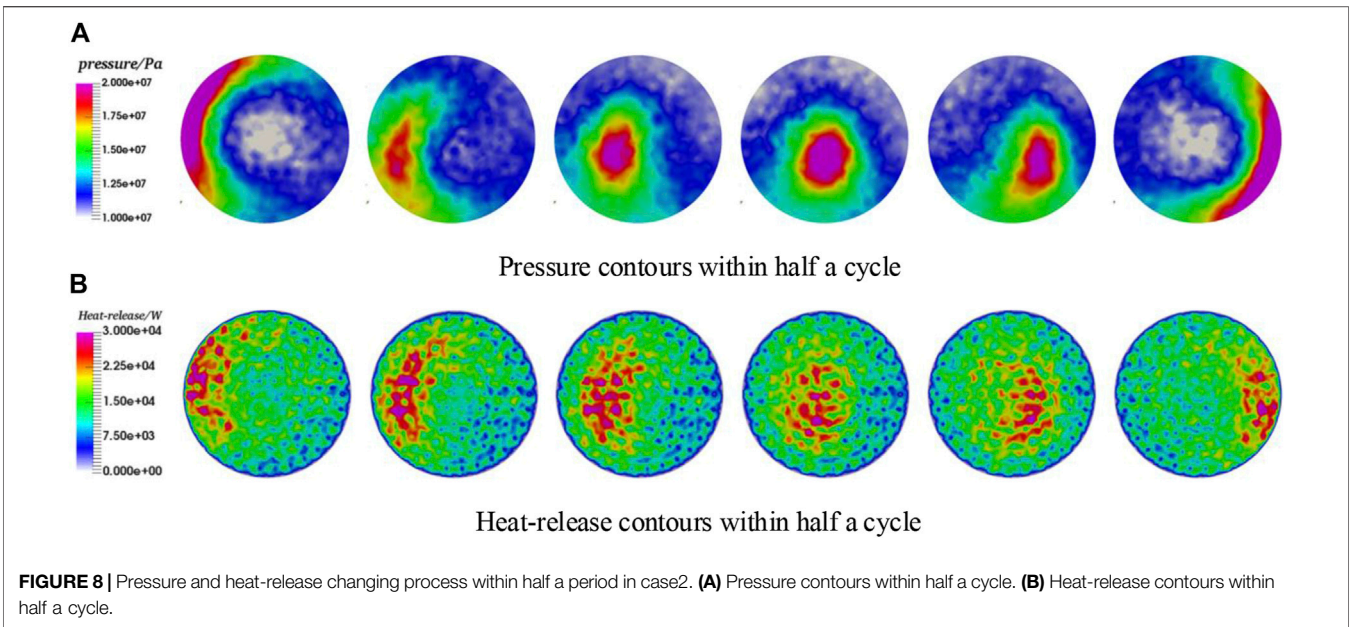 A
pressure/Pa
2.000e+07
1.75e+07
1.50e+07
1.25e+07
1.000e+07
Pressure contours within half a cycle
B
Heat-release/W
3.000e+04
2.25e+04
1.50e+04
7.50e+03
0.000e+00
Heat-release contours within half a cycle
FIGURE 8 | Pressure and heat-release changing process within half a period in case2. (A) Pressure contours within half a cycle. (B) Heat-release contours within
half a cycle.